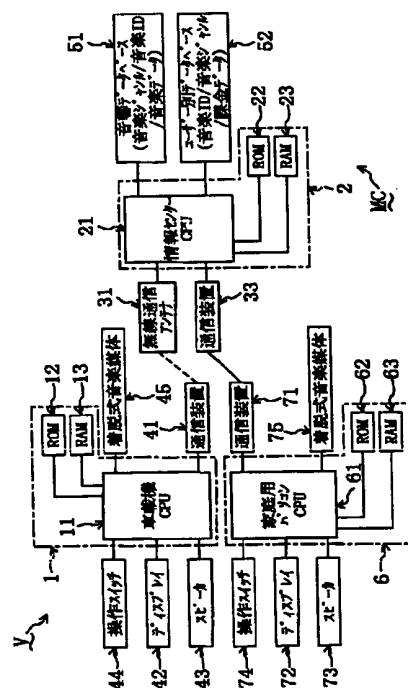 V
1
11
車載機
CPU
ROM
12
RAM
13
操作スイッチ
44
ディスプレイ
42
スピーカ
43
着脱式音楽媒体
45
通信装置
41
無線通信
アンテナ
31
通信装置
33
21
情報センター
CPU
音楽データベース
(音楽ジャンル/音楽ID
/音楽データ)
51
ユーザー別データベース
(音楽ID/音楽ジャンル/
課金データ)
52
ROM
22
RAM
23
2
MC
6
家庭用
パソコン
CPU
61
ROM
62
RAM
63
操作スイッチ
74
ディスプレイ
72
スピーカ
73
通信装置
71
着脱式音楽媒体
75